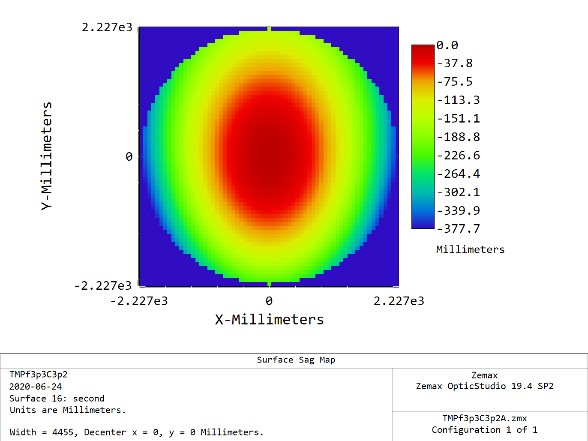 2.227e3
0
-2.227e3
Y-Millimeters
-2.227e3
0
2.227e3
X-Millimeters
0.0
-37.8
-75.5
-113.3
-151.1
-188.8
-226.6
-264.4
-302.1
-339.9
-377.7
Millimeters
Surface Sag Map
TMPf3p3C3p2
2020-06-24
Surface 16: second
Units are Millimeters.
Width = 4455, Decenter x = 0, y = 0 Millimeters.
Zemax
Zemax OpticStudio 19.4 SP2
TMPf3p3C3p2A.zmx
Configuration 1 of 1